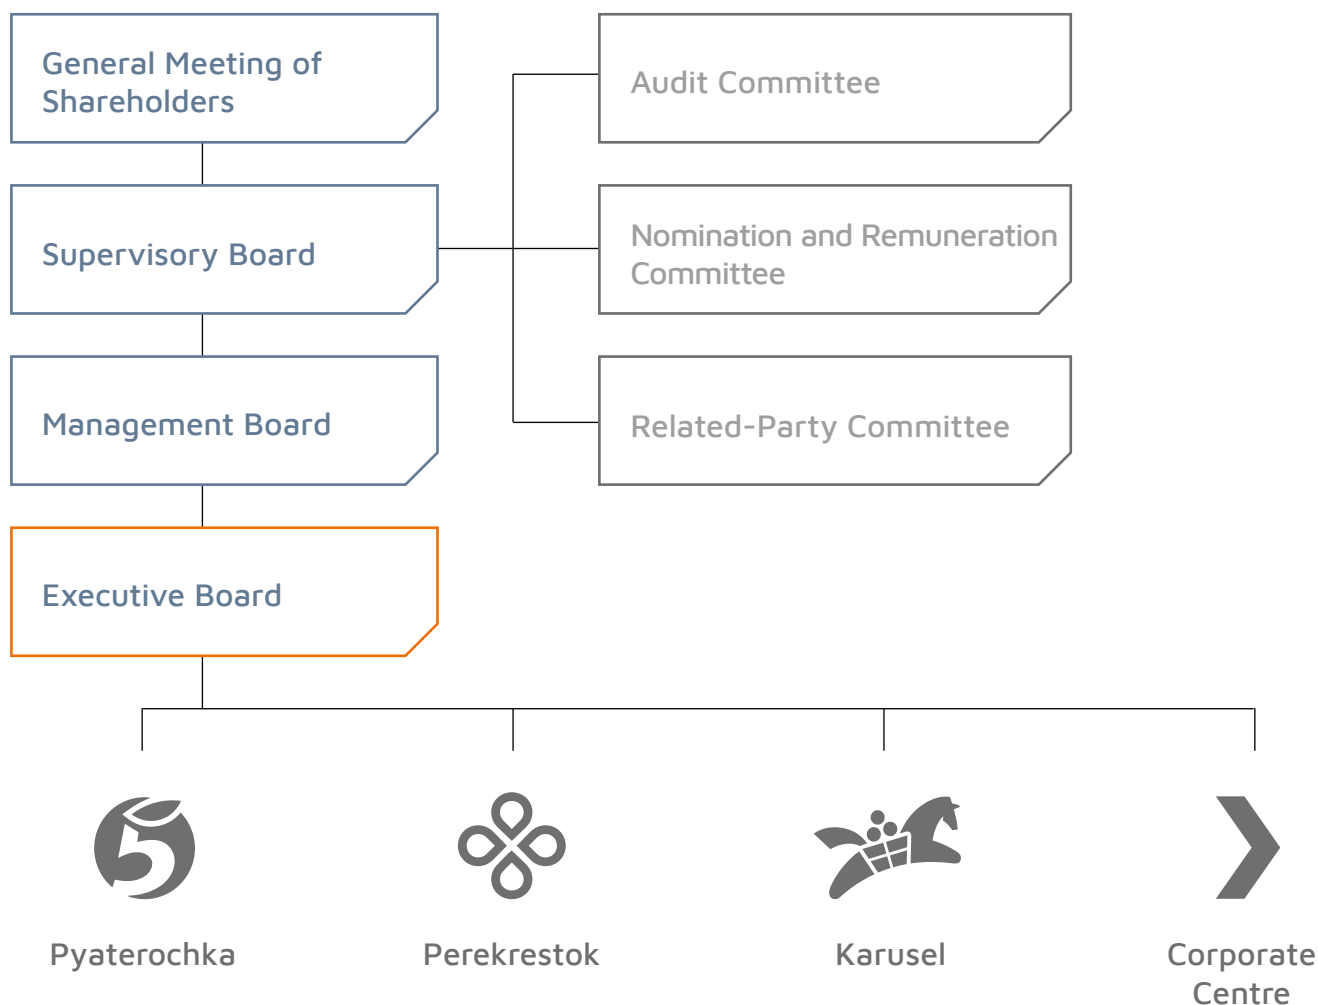 General Meeting of
Shareholders
Audit Committee
Supervisory Board
Nomination and Remuneration
Committee
Management Board
Related-Party Committee
Executive Board
5
Pyaterochka
Perekrestok
Karusel
Corporate
Centre